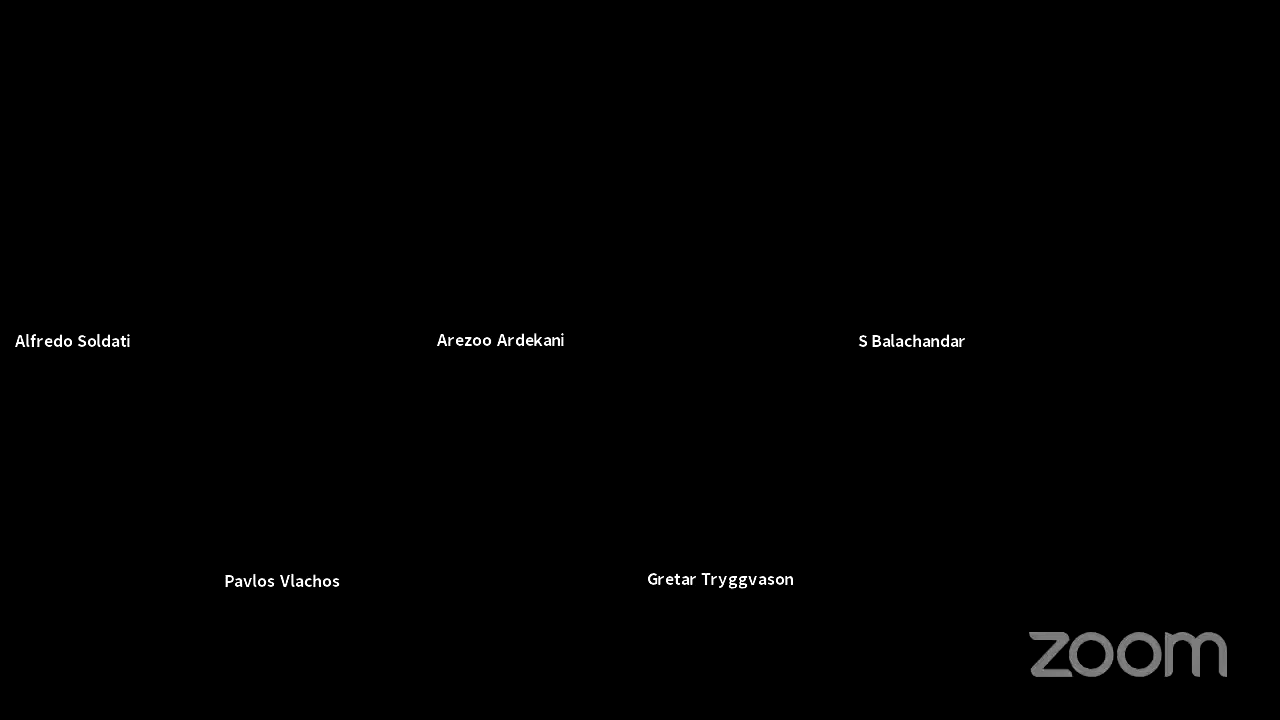 Alfredo Soldati
Arezoo Ardekani
S Balachandar
Pavlos Vlachos
Gretar Tryggvason
zoom